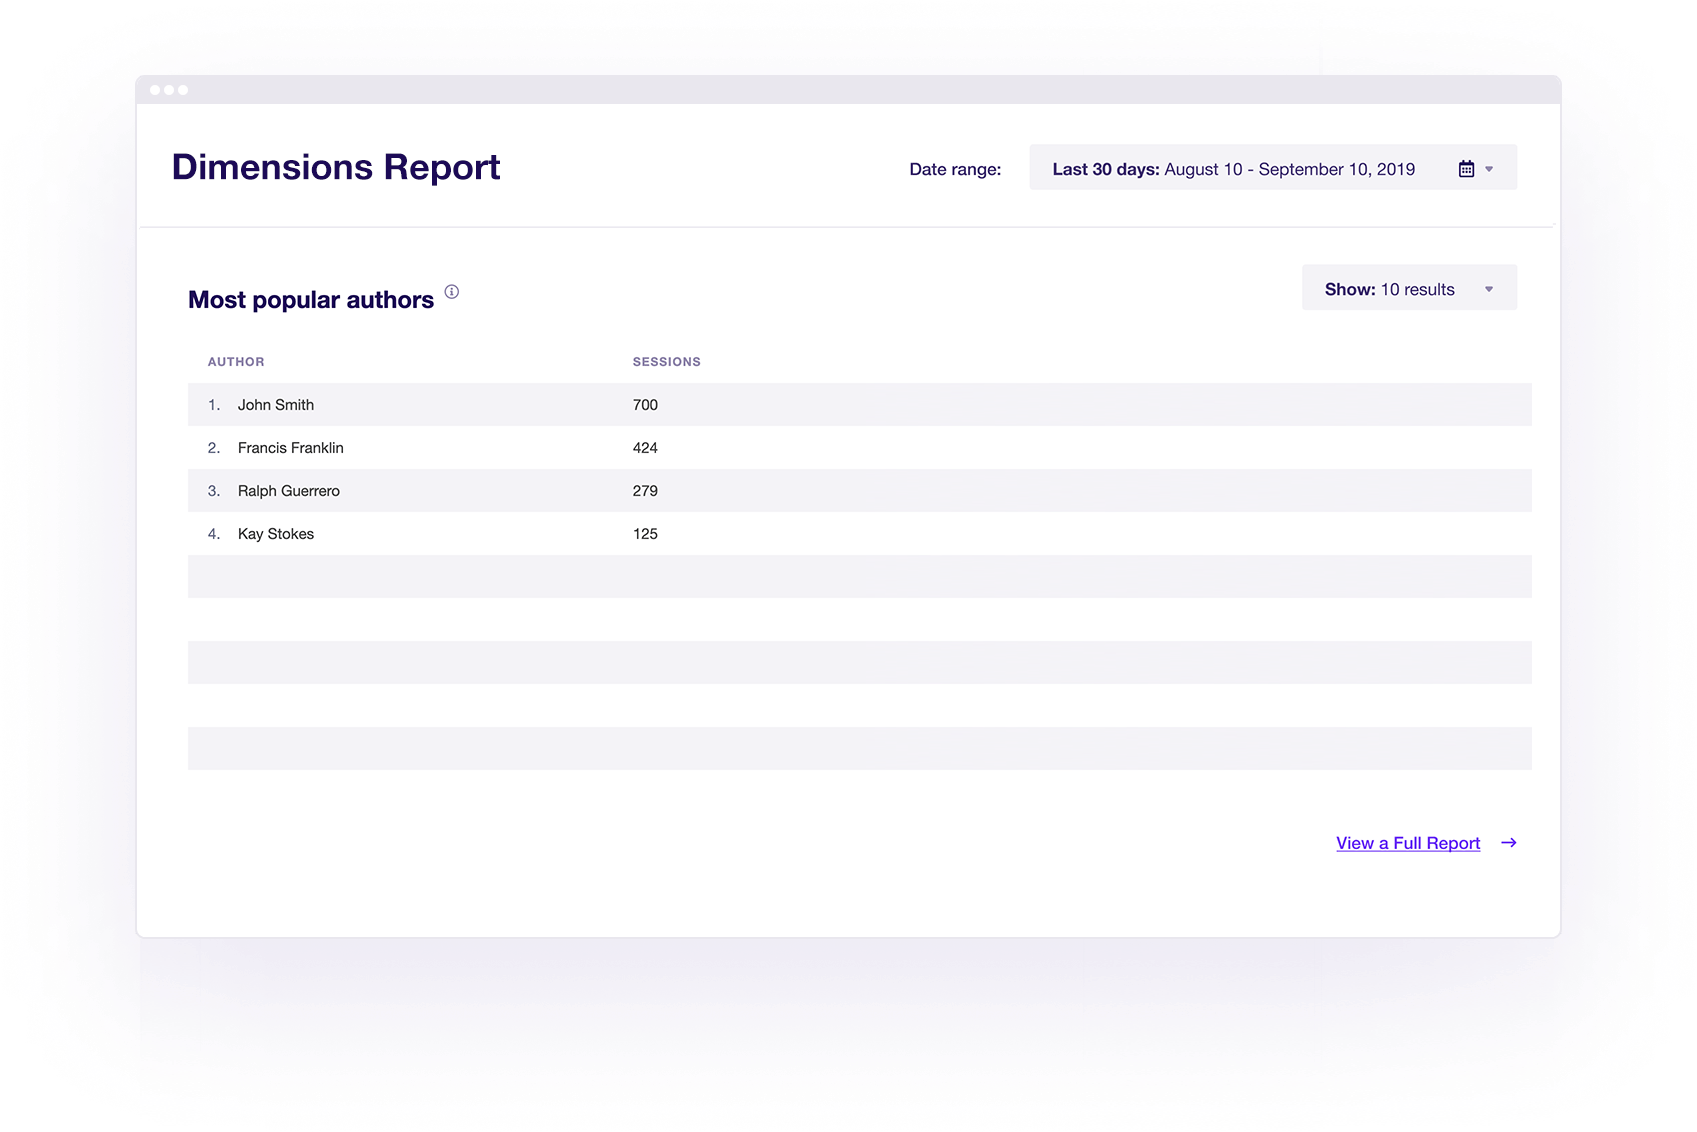 Dimensions Report
Date range:
Last 30 days: August 10 - September 10, 2019
Most popular authors
Show: 10 results
AUTHOR SESSIONS
1. John Smith 700
2. Francis Franklin 424
3. Ralph Guerrero 279
4. Kay Stokes 125
View a Full Report